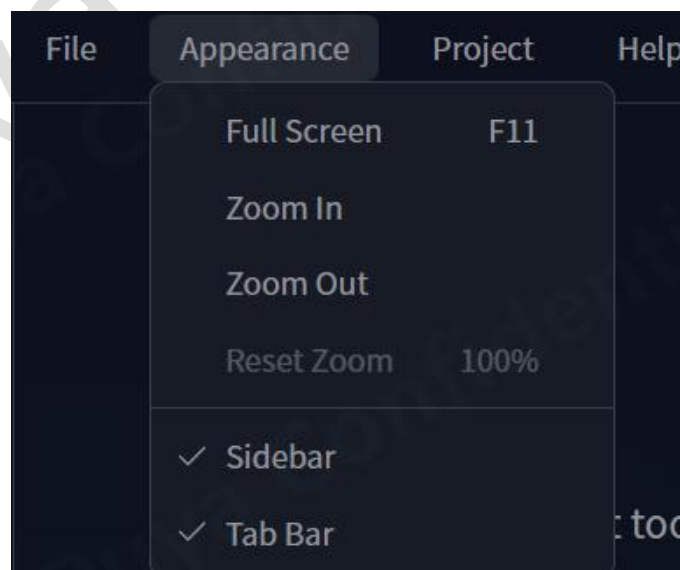 File Appearance Project Help
Full Screen F11
Zoom In
Zoom Out
Reset Zoom 100%
Sidebar
Tab Bar